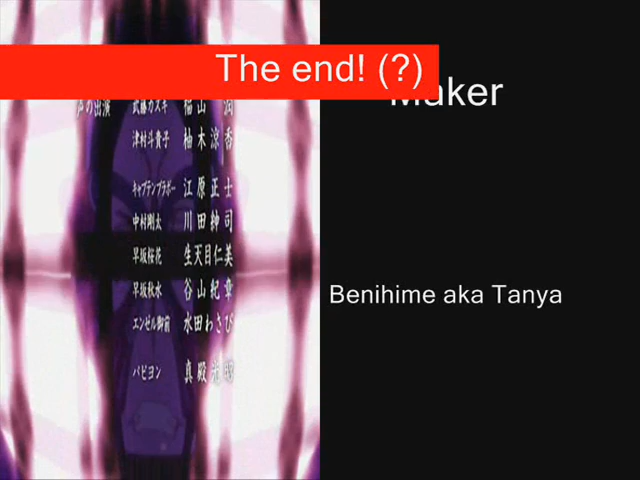 The end! (?)
Maker
声の出演 武藤カズキ 福山 潤
津村斗貴子 柚木涼香
キャプテンブラボー 江原正士
中村剛太 川田紳司
早坂桜花 生天目仁美
早坂秋水 谷山紀章
エンゼル御前 水田わさび
パピヨン 真殿光昭
Benihime aka Tanya